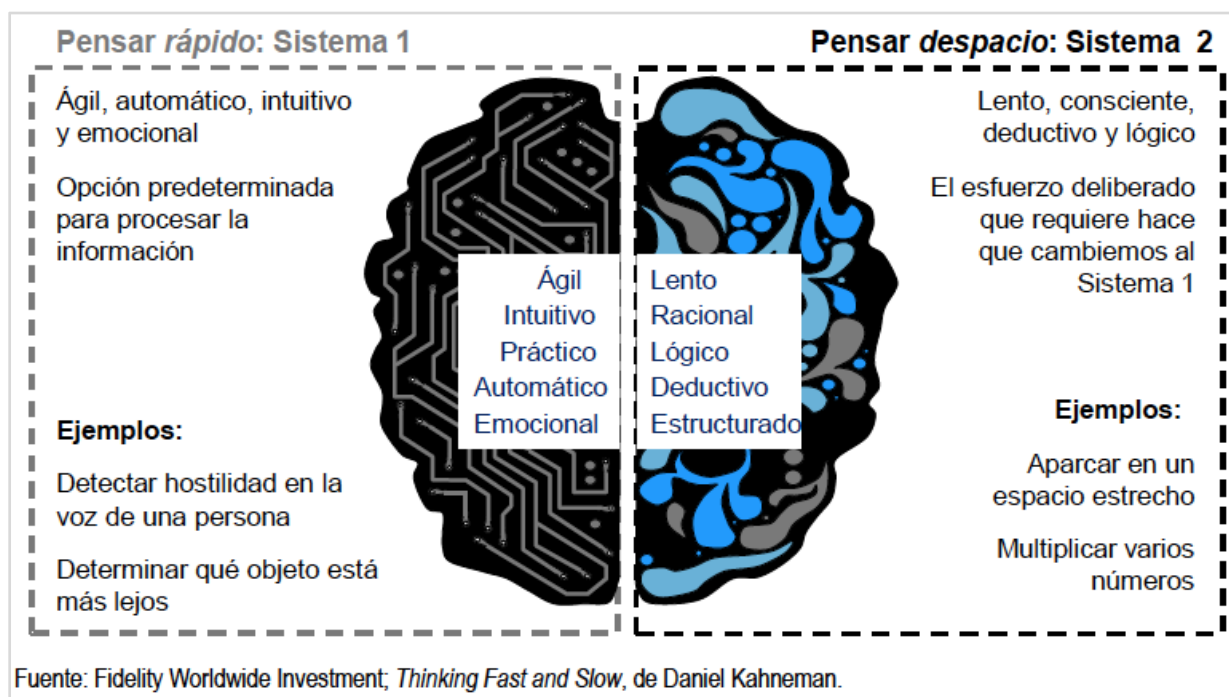 Pensar rápido: Sistema 1
Ágil, automático, intuitivo
y emocional
Opción predeterminada
para procesar la
información
Ejemplos:
Detectar hostilidad en la
voz de una persona
Determinar qué objeto está
más lejos
Ágil
Intuitivo
Práctico
Automático
Emocional
Pensar despacio: Sistema 2
Lento, consciente,
deductivo y lógico
El esfuerzo deliberado
que requiere hace
que cambiemos al
Sistema 1
Lento
Racional
Lógico
Deductivo
Estructurado
Ejemplos:
Aparcar en un
espacio estrecho
Multiplicar varios
números
Fuente: Fidelity Worldwide Investment; Thinking Fast and Slow, de Daniel Kahneman.